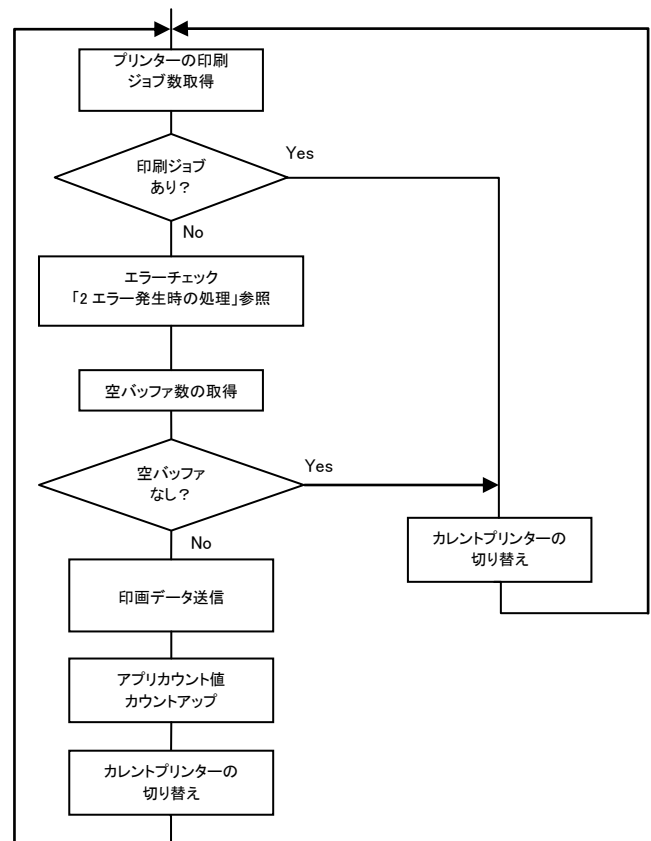 プリンターの印刷
ジョブ数取得
印刷ジョブ
あり？
Yes
No
エラーチェック
「2 エラー発生時の処理」参照
空バッファ数の取得
空バッファ
なし？
Yes
No
カレントプリンターの
切り替え
印画データ送信
アプリカウント値
カウントアップ
カレントプリンターの
切り替え